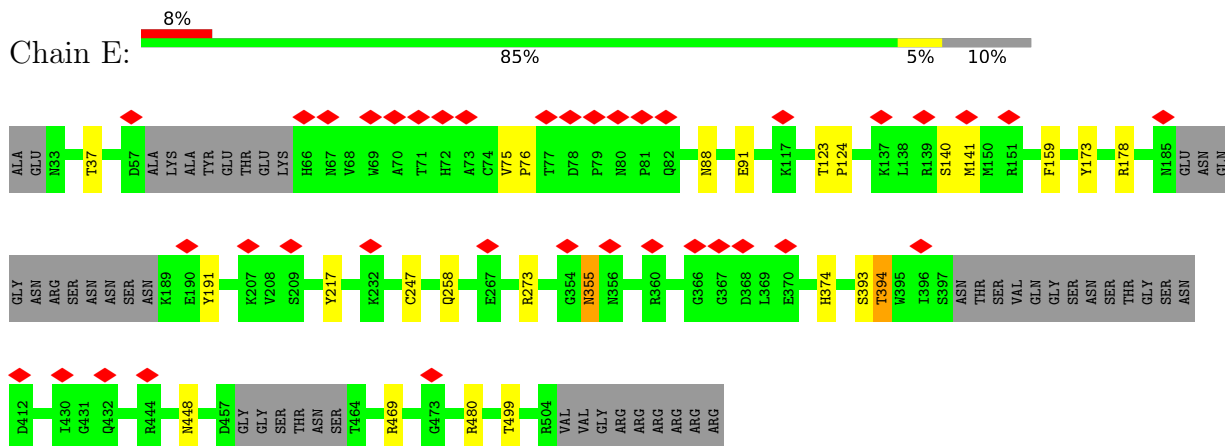 8%
Chain E:
85% 5% 10%
ALA GLU N33 T37 D57 ALA LYS ALA TYR GLU THR GLU LYS H66 N67 V68 W69 A70 T71 H72 A73 C74 V75 P76 T77 D78 P79 N80 P81 Q82 N88 E91 K117 T123 P124 K137 L138 R139 S140 M141 M150 R151 F159 Y173 R178 N185 GLU ASN GLN
GLY ASN ARG SER ASN ASN SER ASN K189 E190 Y191 K207 V208 S209 Y217 K232 C247 Q258 E267 R273 G354 N355 N356 R360 G366 G367 D368 L369 E370 H374 S393 T394 W395 I396 S397 ASN THR SER VAL GLN GLY SER ASN SER THR GLY SER ASN
D412 I430 G431 Q432 R444 N448 D457 GLY GLY SER THR ASN SER T464 R469 G473 R480 T499 R504 VAL VAL GLY ARG ARG ARG ARG ARG ARG